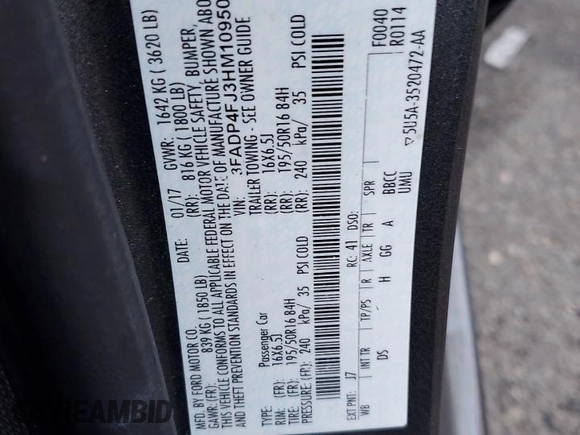 MFD. BY FORD MOTOR CO.
DATE: 01/17 GVWR: 1642 KG ( 3620 LB)
GAWR:(FR): 839 KG (1850 LB) (RR): 816 KG (1800 LB)
THIS VEHICLE CONFORMS TO ALL APPLICABLE FEDERAL MOTOR VEHICLE SAFETY, BUMPER,
3 THEFT PREVENTION STANDARDS IN EFFECT ON THE DATE OF MANUFACTURE SHOWN ABO
VIN: 3FADP4FJ3HM10950
TYPE: Passenger Car TRAILER TOWING - SEE OWNER GUIDE
RIM: (FR): 16X6.5J (RR): 16X6.5J
TIRE: (FR): 195/50R16 84H (RR): 195/50R16 84H
PRESSURE: (FR): 240 kPa/ 35 PSI COLD (RR): 240 kPa/ 35 PSI COLD
EXT PNT: J7 RC: 41 DSO: F0040
R0114
WB INT TR TP/PS R AXLE TR SPR
DS H GG A BBCC
UMU
▽5U5A-3520472-AA